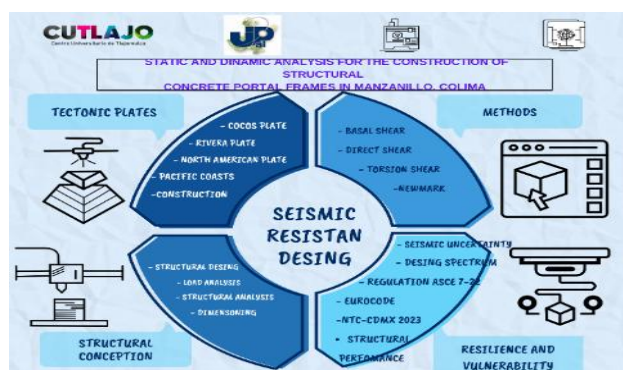 CUTLAJO
Centro Universitario de Tlajomulco
JP
STATIC AND DINAMIC ANALYSIS FOR THE CONSTRUCTION OF
STRUCTURAL
CONCRETE PORTAL FRAMES IN MANZANILLO, COLIMA
TECTONIC PLATES
- COCOS PLATE
- RIVERA PLATE
- NORTH AMERICAN PLATE
- PACIFIC COASTS
-CONSTRUCTION
METHODS
- BASAL SHEAR
- DIRECT SHEAR
- TORSION SHEAR
-NEWMARK
SEISMIC
RESISTAN
DESING
- STRUCTURAL DESING
- LOAD ANALYSIS
- STRUCTURAL ANALYSIS
- DIMENSONING
STRUCTURAL
CONCEPTION
- SEISMIC UNCERTAINTY
- DESING SPECTRUM
- REGULATION ASCE 7-22
- EUROCODE
-NTC-CDMX 2023
• STRUCTURAL
PERFOMANCE
RESILIENCE AND
VULNERABILITY